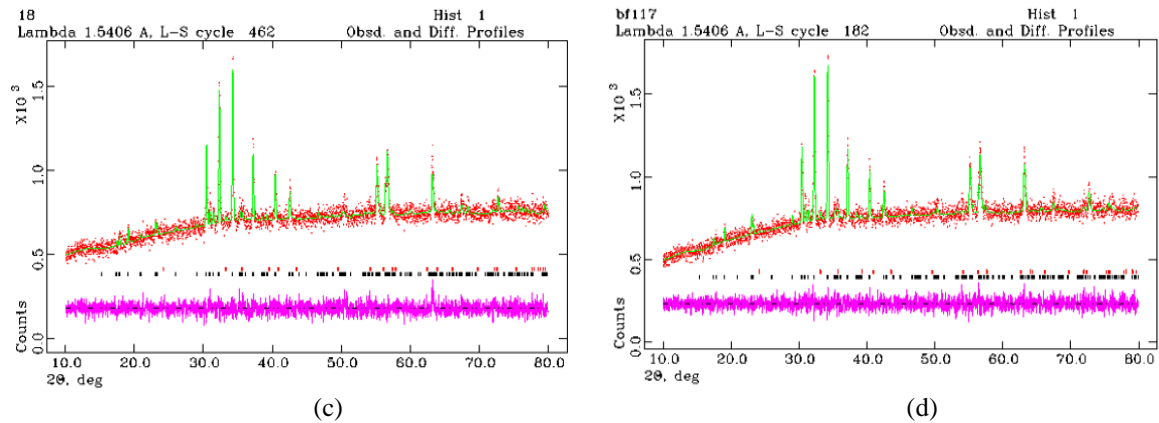 18 Hist 1
Lambda 1.5406 A, L-S cycle 462 Obsd. and Diff. Profiles
X10 3
1.5
1.0
0.5
0.0
Counts
10.0 20.0 30.0 40.0 50.0 60.0 70.0 80.0
2Θ, deg
(c)
bf117 Hist 1
Lambda 1.5406 A, L-S cycle 182 Obsd. and Diff. Profiles
X10 3
1.5
1.0
0.5
0.0
Counts
10.0 20.0 30.0 40.0 50.0 60.0 70.0 80.0
2Θ, deg
(d)